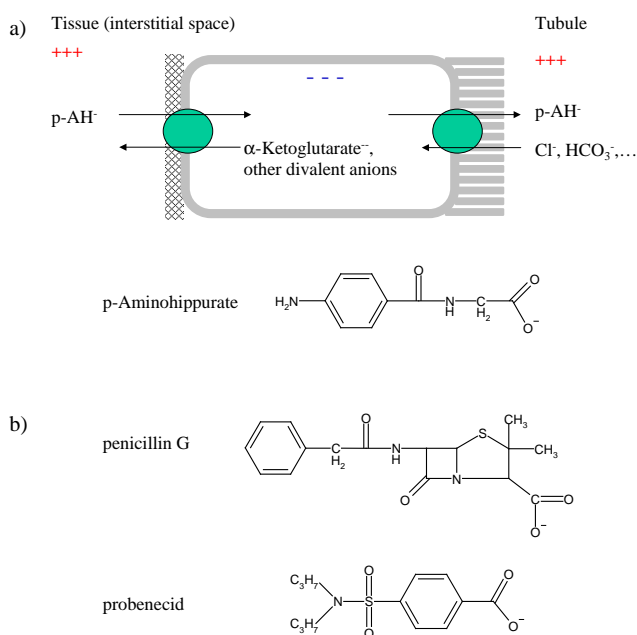 a)
Tissue (interstitial space)
Tubule
+++
+++
- - -
p-AH⁻
p-AH⁻
α-Ketoglutarate⁻⁻,
other divalent anions
Cl⁻, HCO₃⁻,…
p-Aminohippurate
H₂N
O
N
H
C
H₂
O
O⁻
b)
penicillin G
O
C
H₂
N
H
S
CH₃
CH₃
O
N
C
O
O⁻
probenecid
C₃H₇
C₃H₇
N
S
O
O
O
O⁻